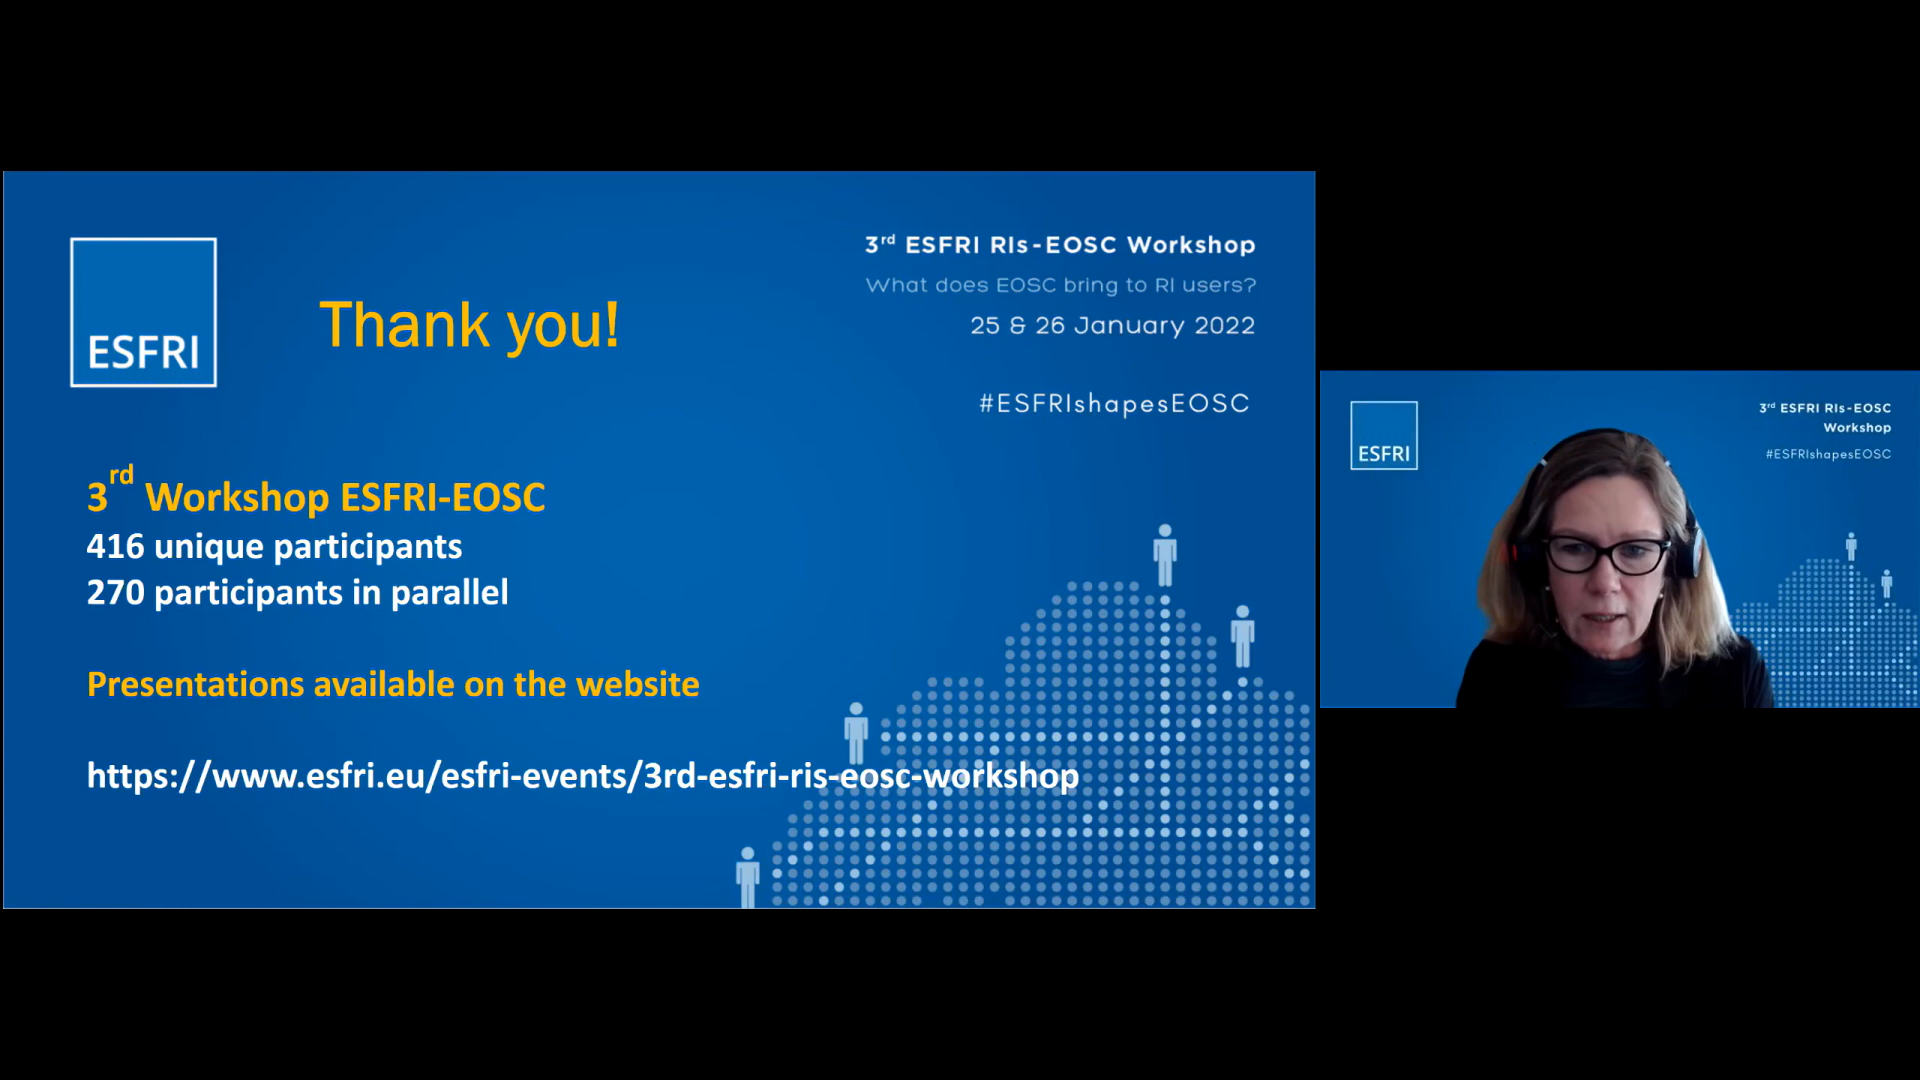 ESFRI
Thank you!
3rd ESFRI RIs-EOSC Workshop
What does EOSC bring to RI users?
25 & 26 January 2022
#ESFRIshapesEOSC
3rd Workshop ESFRI-EOSC
416 unique participants
270 participants in parallel
Presentations available on the website
https://www.esfri.eu/esfri-events/3rd-esfri-ris-eosc-workshop
ESFRI
3rd ESFRI RIs-EOSC
Workshop
#ESFRIshapesEOSC